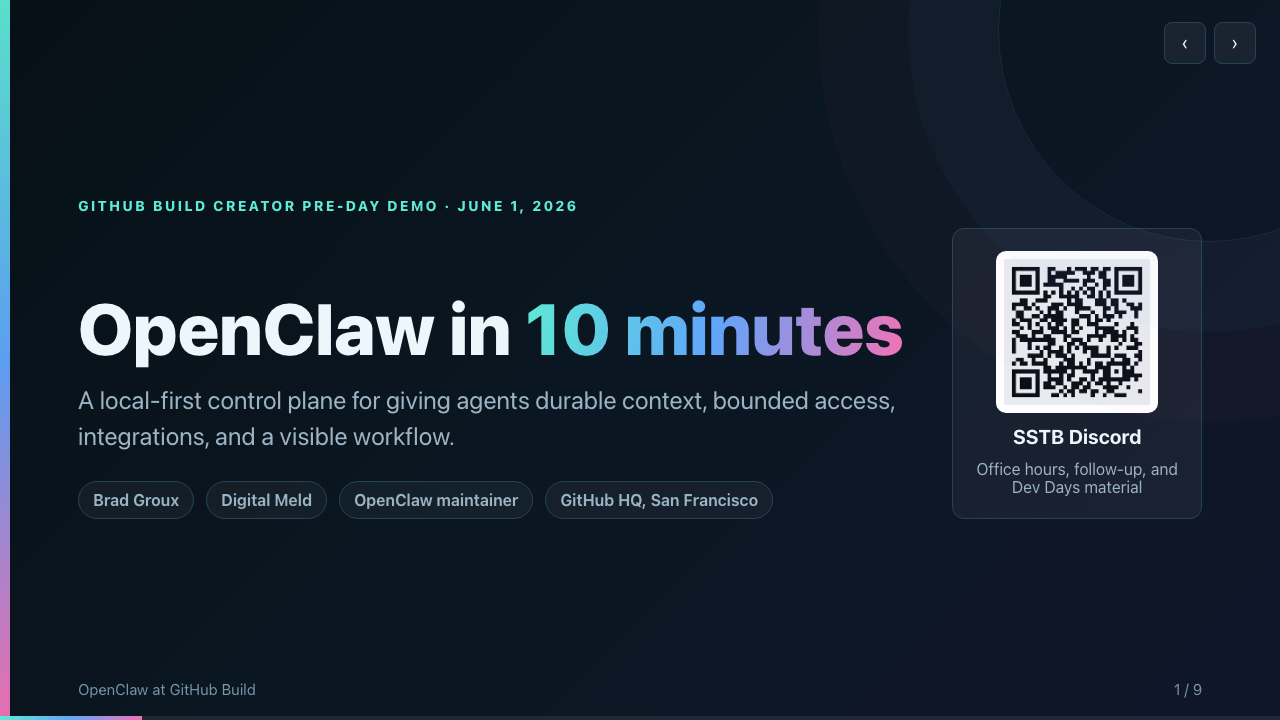 ‹ ›
GITHUB BUILD CREATOR PRE-DAY DEMO · JUNE 1, 2026
OpenClaw in 10 minutes
A local-first control plane for giving agents durable context, bounded access,
integrations, and a visible workflow.
Brad Groux
Digital Meld
OpenClaw maintainer
GitHub HQ, San Francisco
SSTB Discord
Office hours, follow-up, and
Dev Days material
OpenClaw at GitHub Build
1 / 9